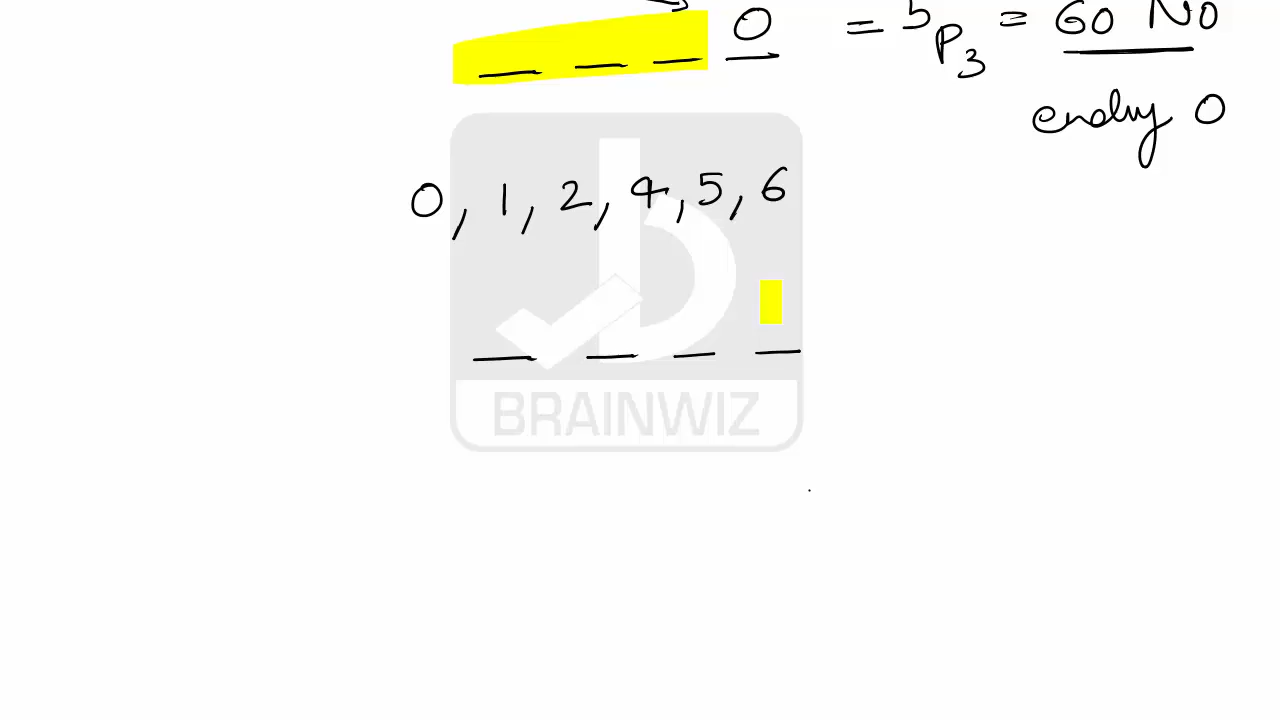 0 = 5P3 = 60 No
ending 0
0, 1, 2, 4, 5, 6
BRAINWIZ